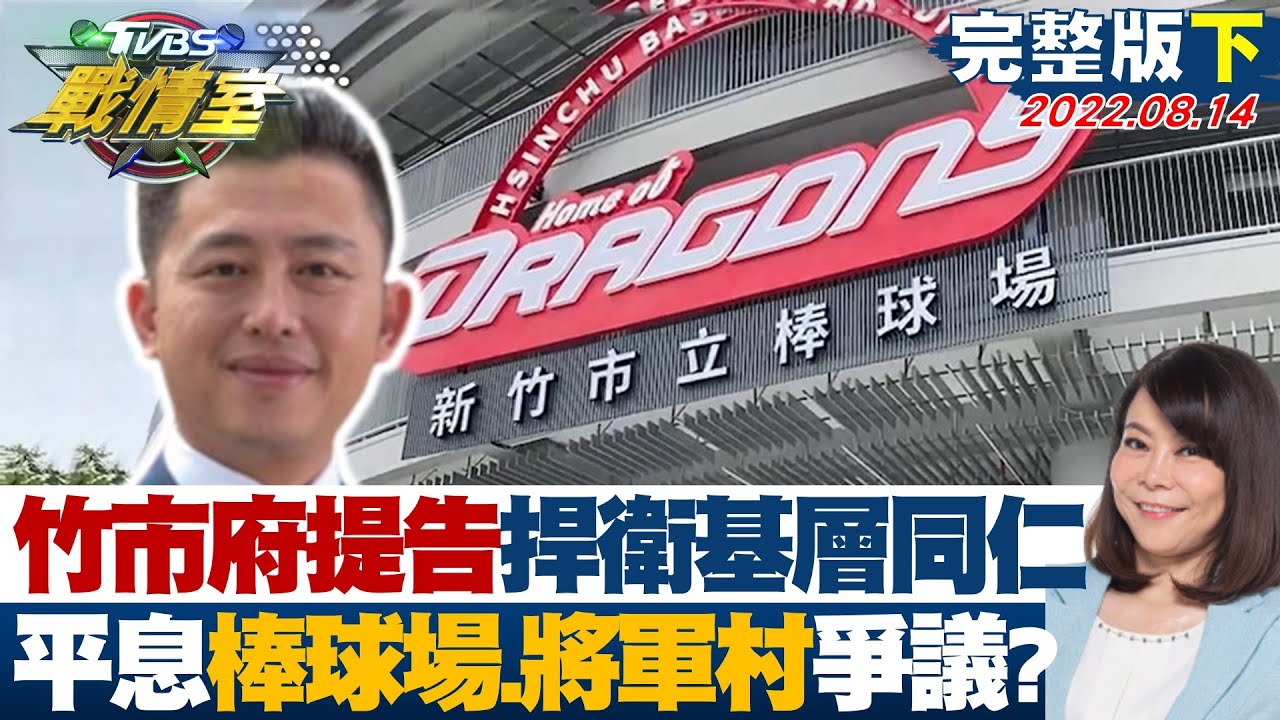 TVBS
戰情室
完整版下
2022.08.14
HSINCHU BAS
Home of
DRAGONS
新竹市立棒球場
竹市府提告捍衛基層同仁
平息棒球場.將軍村爭議?